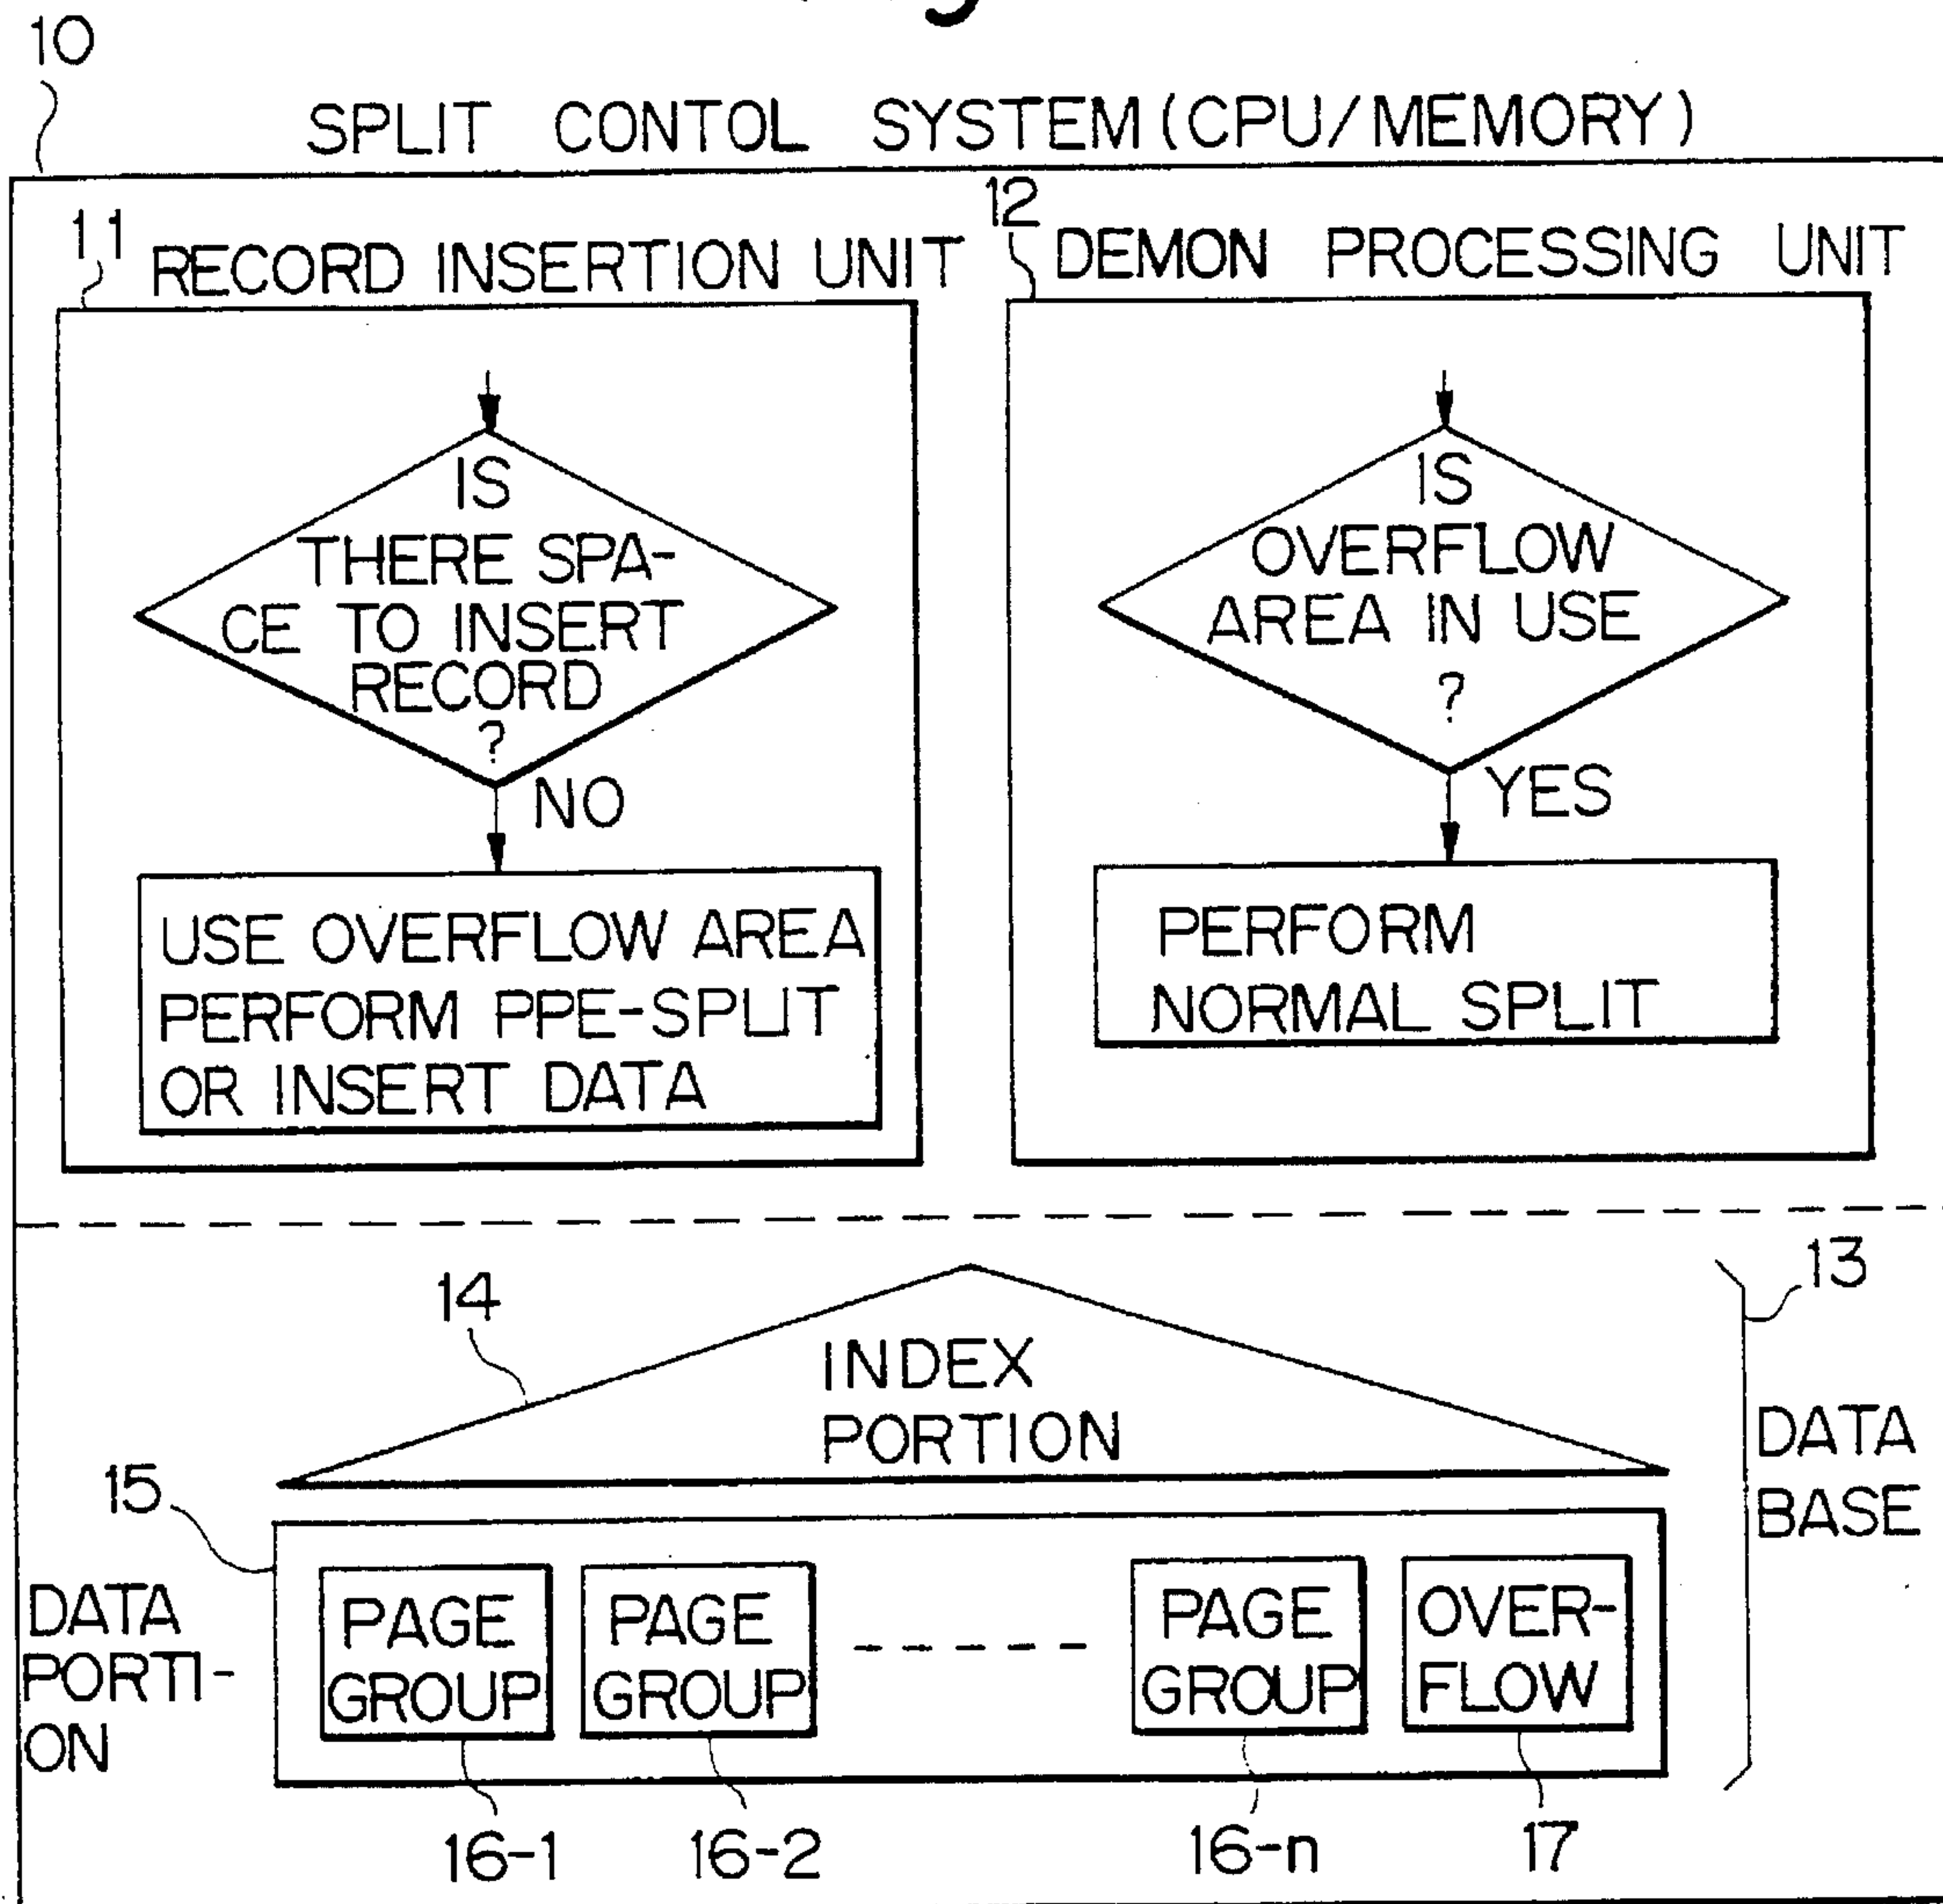 10
SPLIT CONTOL SYSTEM (CPU/MEMORY)
11
RECORD INSERTION UNIT
IS
THERE SPA-
CE TO INSERT
RECORD
?
NO
USE OVERFLOW AREA
PERFORM PPE-SPLIT
OR INSERT DATA
12
DEMON PROCESSING UNIT
IS
OVERFLOW
AREA IN USE
?
YES
PERFORM
NORMAL SPLIT
13
DATA
BASE
14
INDEX
PORTION
15
DATA
PORTI-
ON
PAGE
GROUP
PAGE
GROUP
PAGE
GROUP
OVER-
FLOW
16-1
16-2
16-n
17